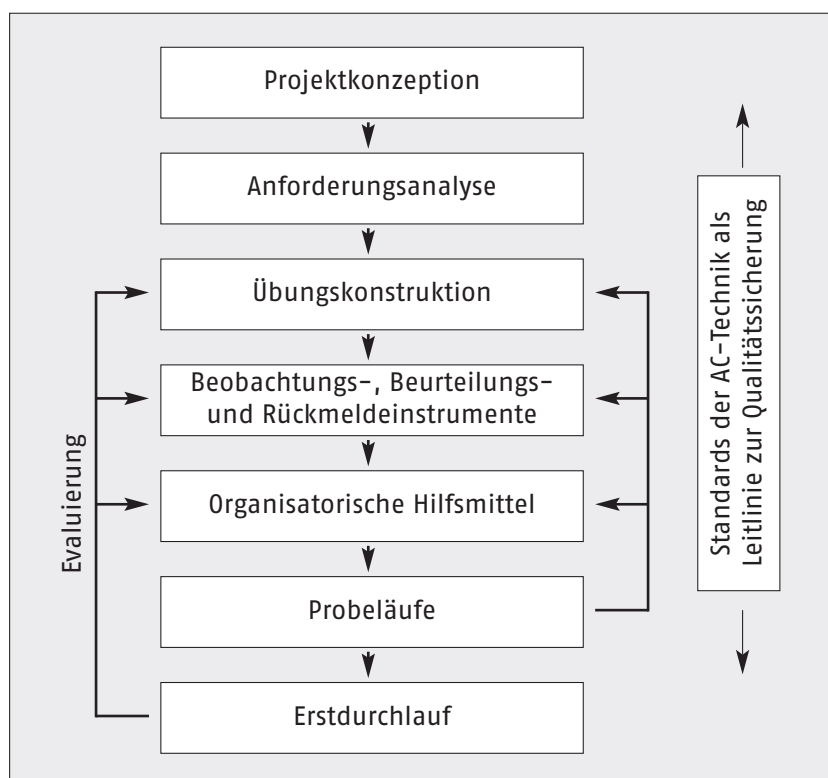 Projektkonzeption
Anforderungsanalyse
Übungskonstruktion
Beobachtungs-, Beurteilungs-
und Rückmeldeinstrumente
Organisatorische Hilfsmittel
Probeläufe
Erstdurchlauf
Evaluierung
Standards der AC-Technik als
Leitlinie zur Qualitätssicherung